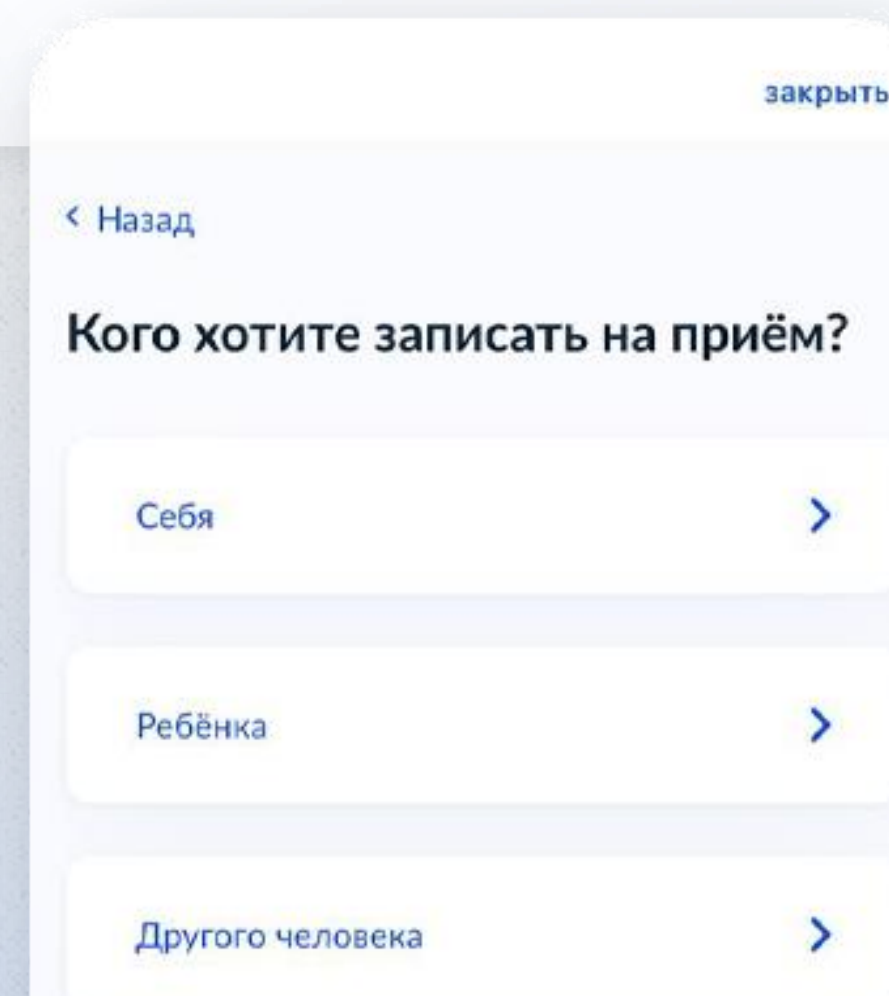 закрыть
Назад
Кого хотите записать на приём?
Себя
Ребёнка
Другого человека